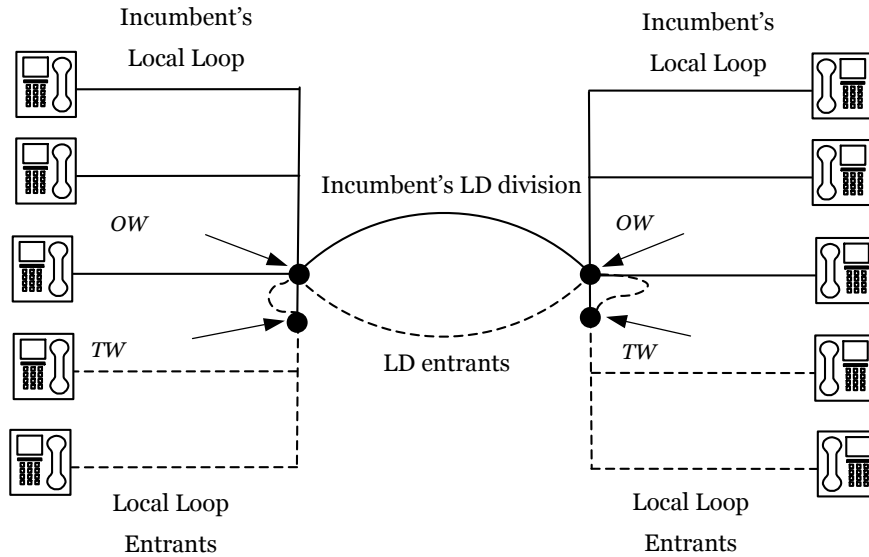 Incumbent's
Local Loop
Incumbent's
Local Loop
Incumbent's LD division
OW
OW
LD entrants
TW
TW
Local Loop
Entrants
Local Loop
Entrants